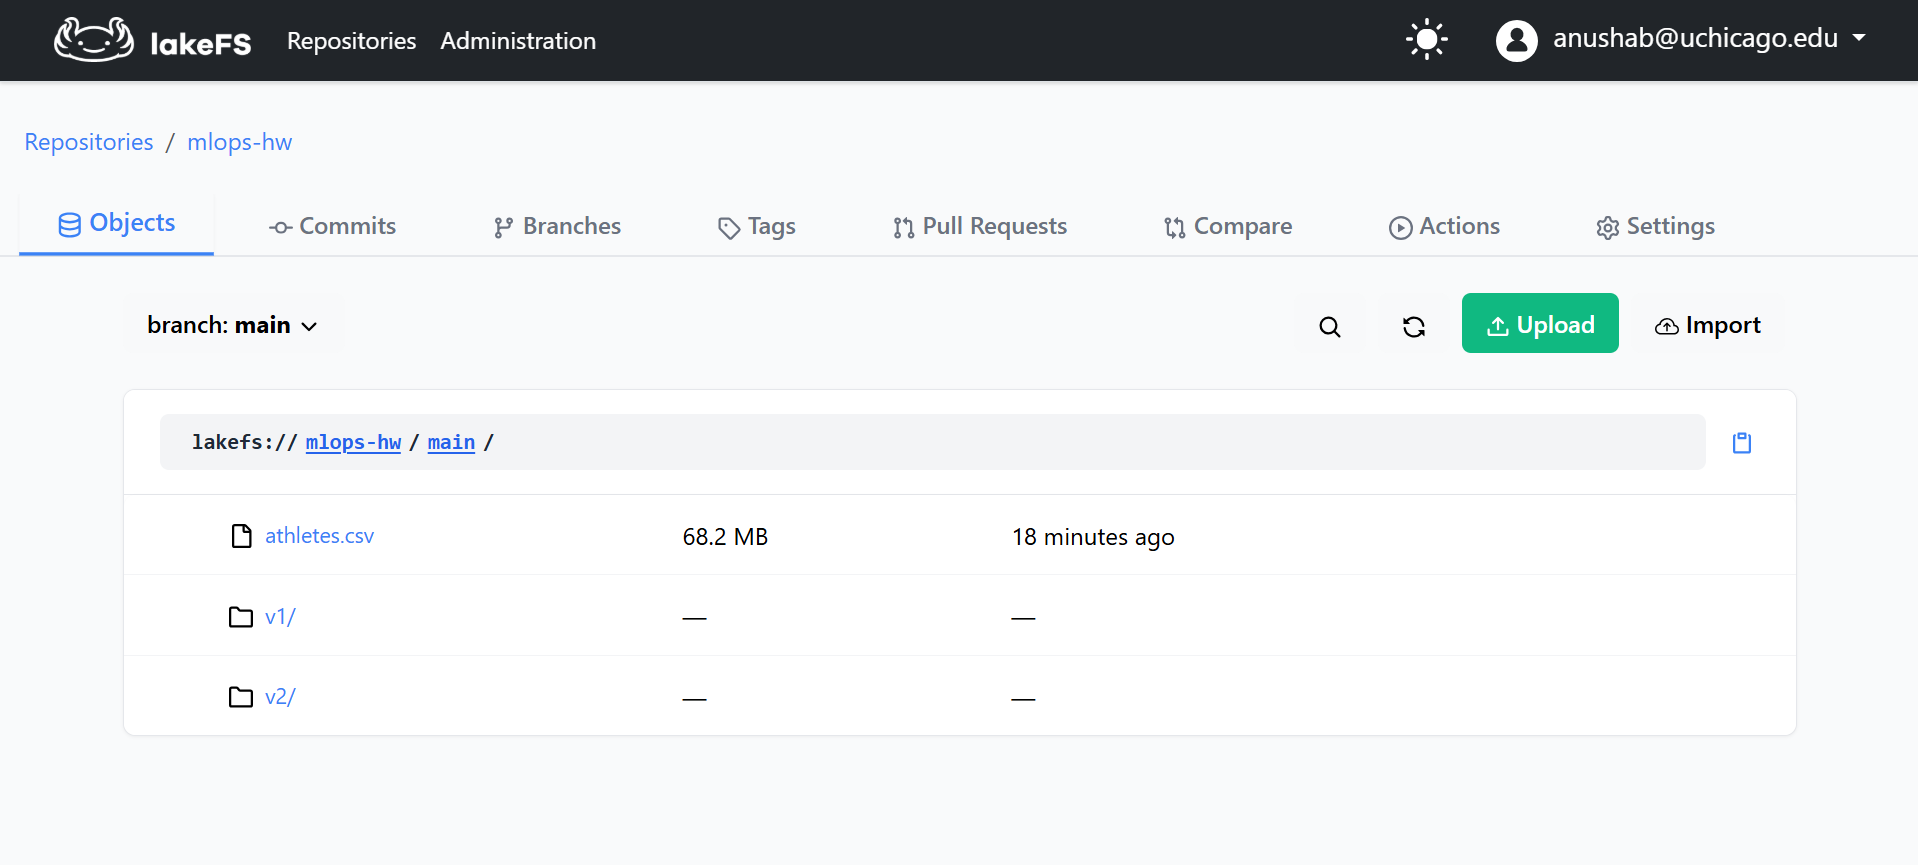 lakeFS Repositories Administration anushab@uchicago.edu
Repositories / mlops-hw
Objects Commits Branches Tags Pull Requests Compare Actions Settings
branch: main Upload Import
lakefs:// mlops-hw / main /
athletes.csv 68.2 MB 18 minutes ago
v1/ — —
v2/ — —